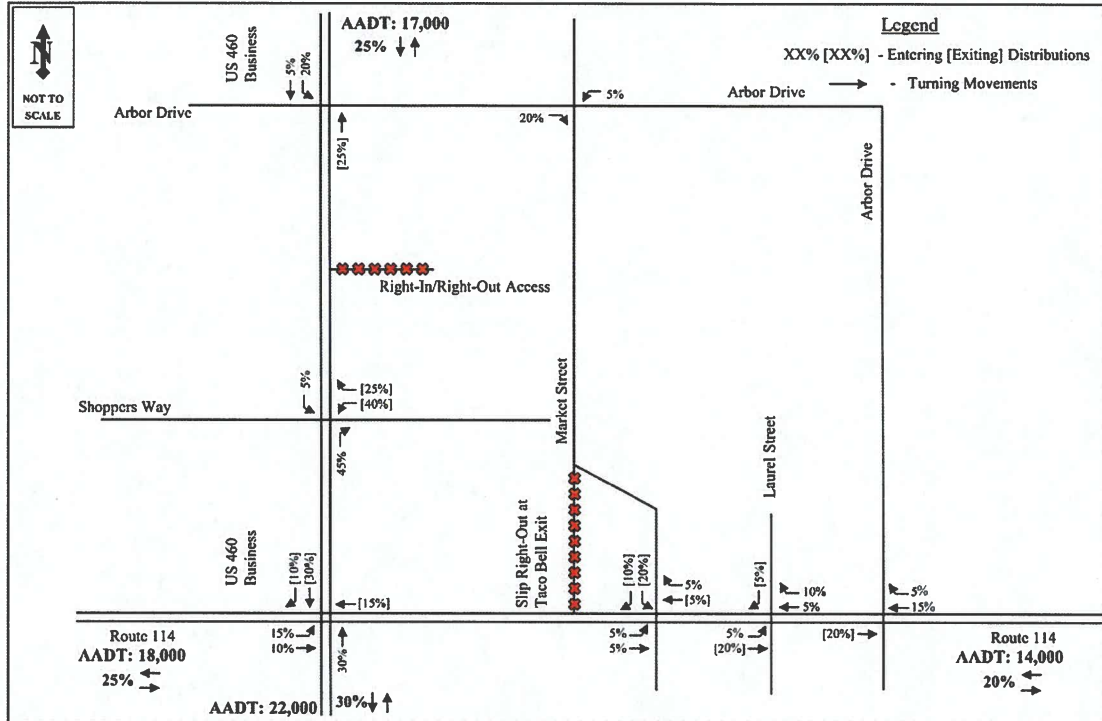 N
NOT TO
SCALE
US 460
Business
AADT: 17,000
25%
Legend
XX% [XX%] - Entering [Exiting] Distributions
- Turning Movements
5%
20%
Arbor Drive
[25%]
20%
5%
Arbor Drive
Arbor Drive
Right-In/Right-Out Access
Market Street
5%
[25%]
[40%]
Shoppers Way
45%
Laurel Street
US 460
Business
Slip Right-Out at
Taco Bell Exit
[10%]
[30%]
[15%]
[10%]
[20%]
5%
[5%]
[5%]
10%
5%
5%
15%
Route 114
AADT: 18,000
25%
15%
10%
30%
5%
5%
5%
[20%]
[20%]
Route 114
AADT: 14,000
20%
AADT: 22,000
30%